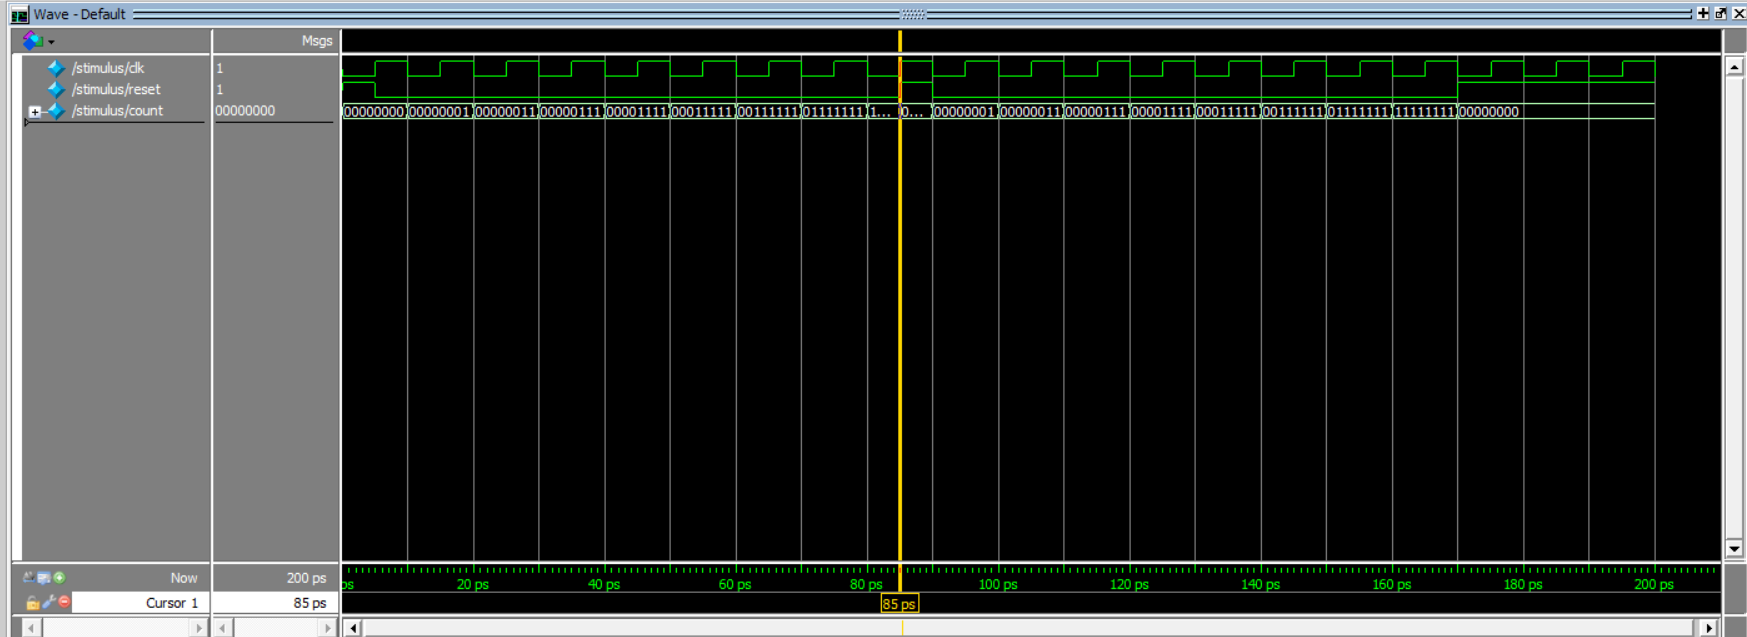 Wave - Default
Msgs
/stimulus/clk 1
/stimulus/reset 1
/stimulus/count 00000000 00000000 00000001 00000011 00000111 00001111 00011111 00111111 01111111 1... 0... 00000001 00000011 00000111 00001111 00011111 00111111 01111111 11111111 00000000
Now 200 ps ps 20 ps 40 ps 60 ps 80 ps 100 ps 120 ps 140 ps 160 ps 180 ps 200 ps
Cursor 1 85 ps 85 ps